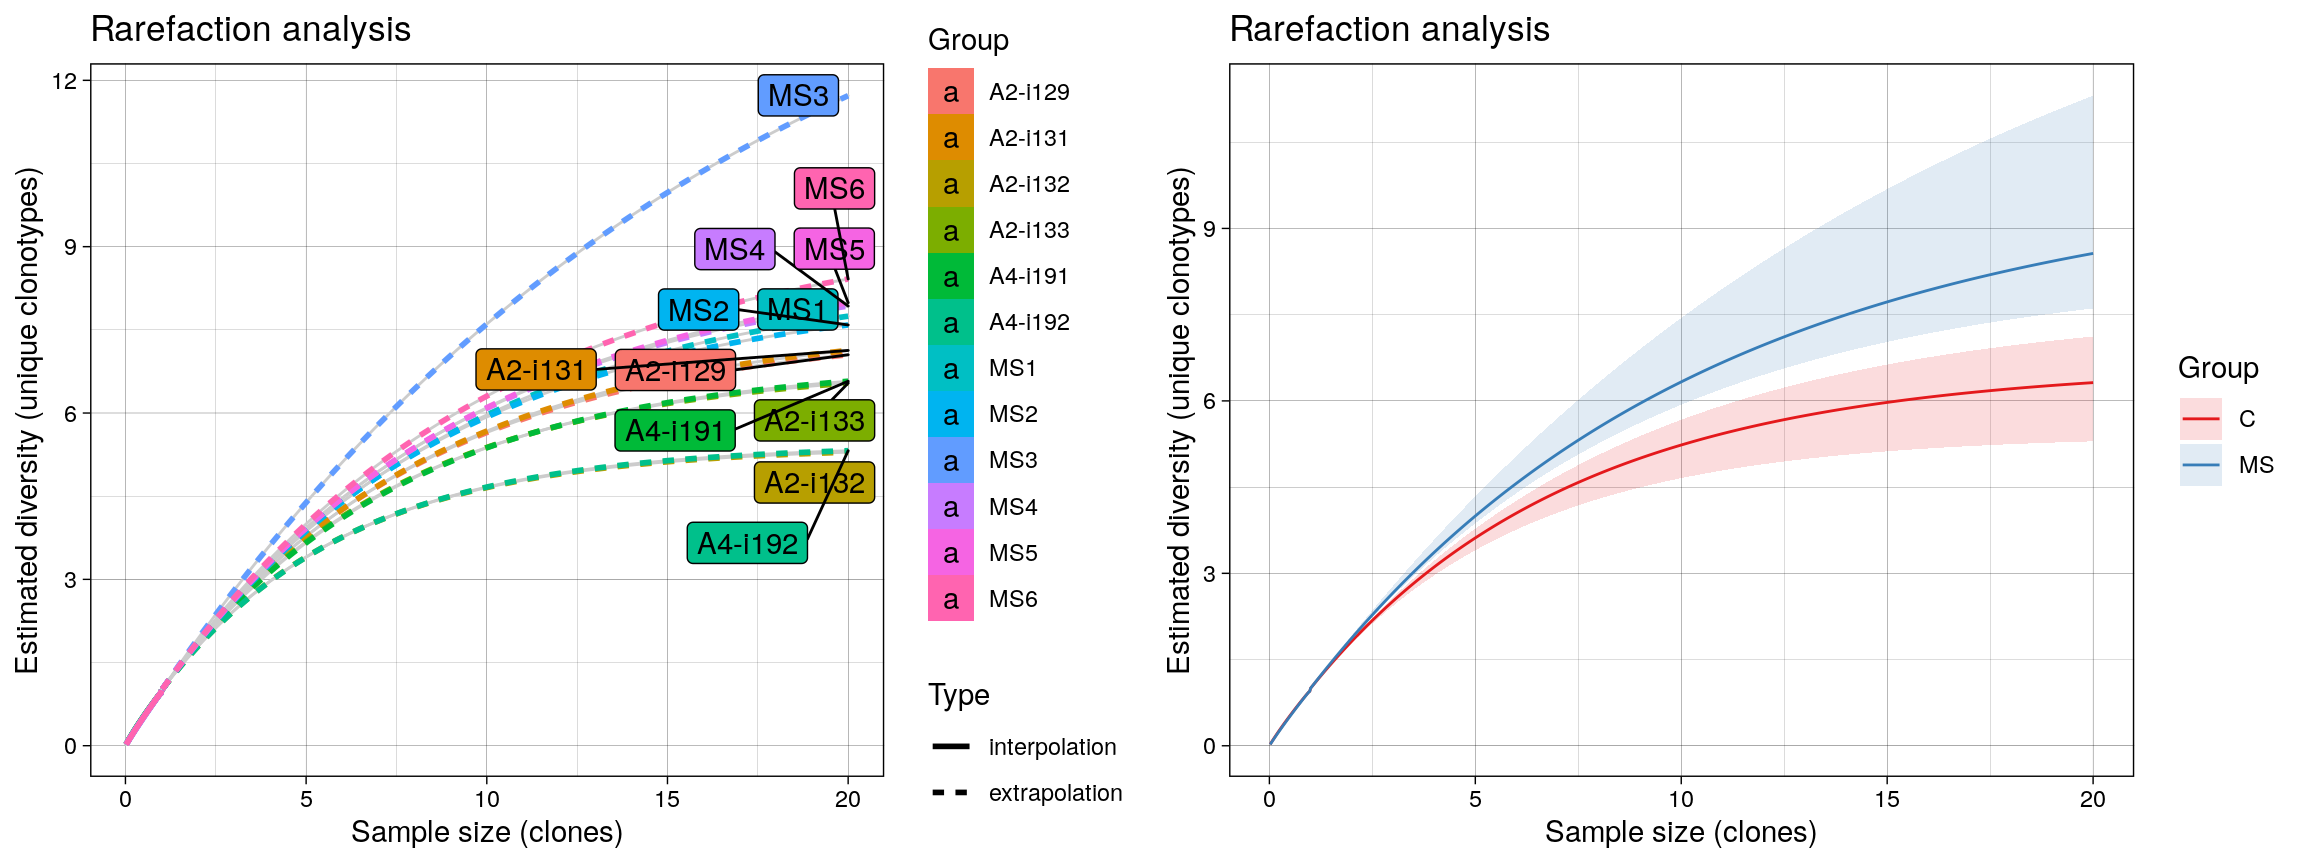 Rarefaction analysis
Estimated diversity (unique clonotypes)
12
9
6
3
0
MS3
MS6
MS4
MS5
MS2
MS1
A2-i131
A2-i129
A4-i191
A2-i133
A2-i132
A4-i192
0 5 10 15 20
Sample size (clones)
Group
a A2-i129
a A2-i131
a A2-i132
a A2-i133
a A4-i191
a A4-i192
a MS1
a MS2
a MS3
a MS4
a MS5
a MS6
Type
interpolation
extrapolation
Rarefaction analysis
Estimated diversity (unique clonotypes)
9
6
3
0
0 5 10 15 20
Sample size (clones)
Group
C
MS